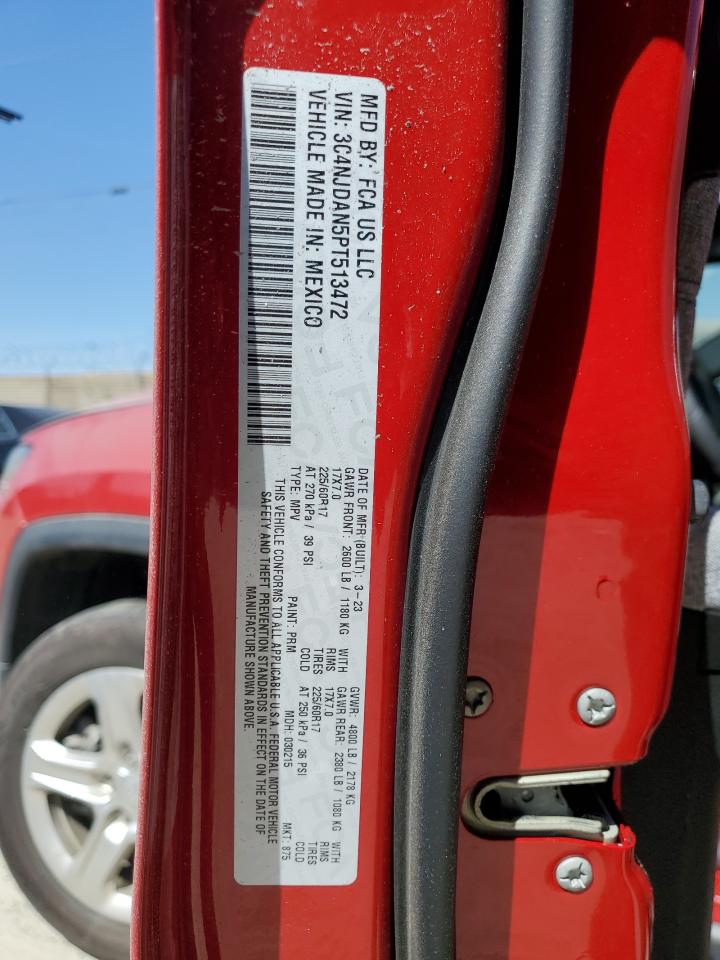 MFD BY: FCA US LLC
VIN: 3C4NJDAN5PT513472
VEHICLE MADE IN: MEXICO
DATE OF MFR (BUILT): 3-23 GVWR: 4800 LB / 2178 KG
GAWR FRONT: 2600 LB / 1180 KG WITH GAWR REAR: 2380 LB / 1080 KG WITH
17X7.0 RIMS 17X7.0 RIMS
225/60R17 TIRES 225/60R17 TIRES
AT 270 kPa / 39 PSI COLD AT 250 kPa / 36 PSI COLD
TYPE: MPV PAINT: PRM MDH: 030215 MKT: 875
THIS VEHICLE CONFORMS TO ALL APPLICABLE U.S.A. FEDERAL MOTOR VEHICLE
SAFETY AND THEFT PREVENTION STANDARDS IN EFFECT ON THE DATE OF
MANUFACTURE SHOWN ABOVE.